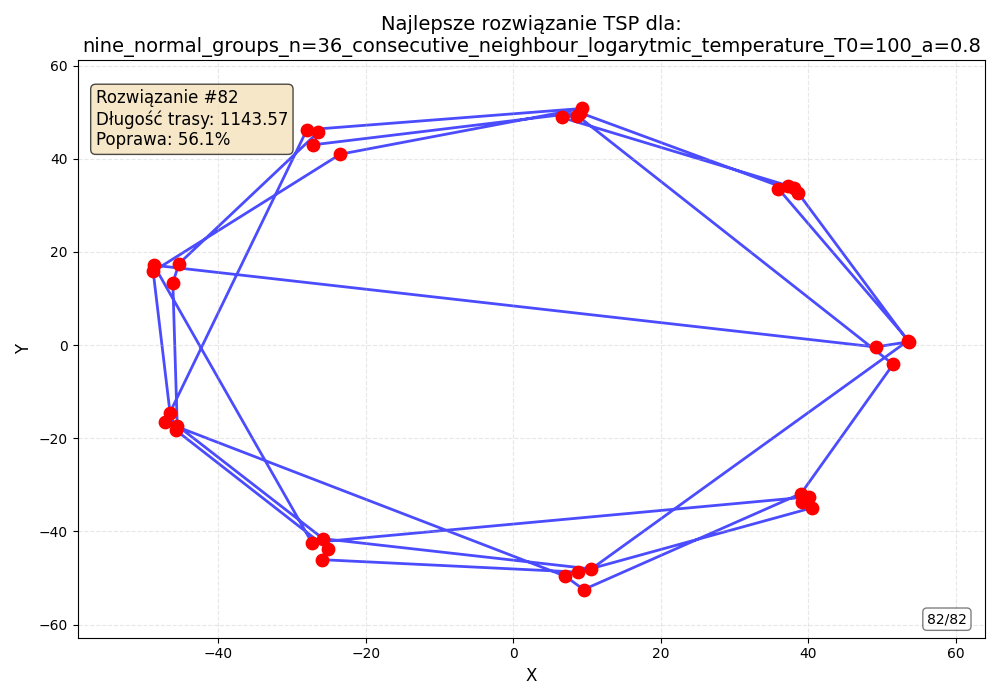 Najlepsze rozwiązanie TSP dla:
nine_normal_groups_n=36_consecutive_neighbour_logarytmic_temperature_T0=100_a=0.8
60
40
20
0
−20
−40
−60
Y
Rozwiązanie #82
Długość trasy: 1143.57
Poprawa: 56.1%
82/82
−40
−20
0
20
40
60
X